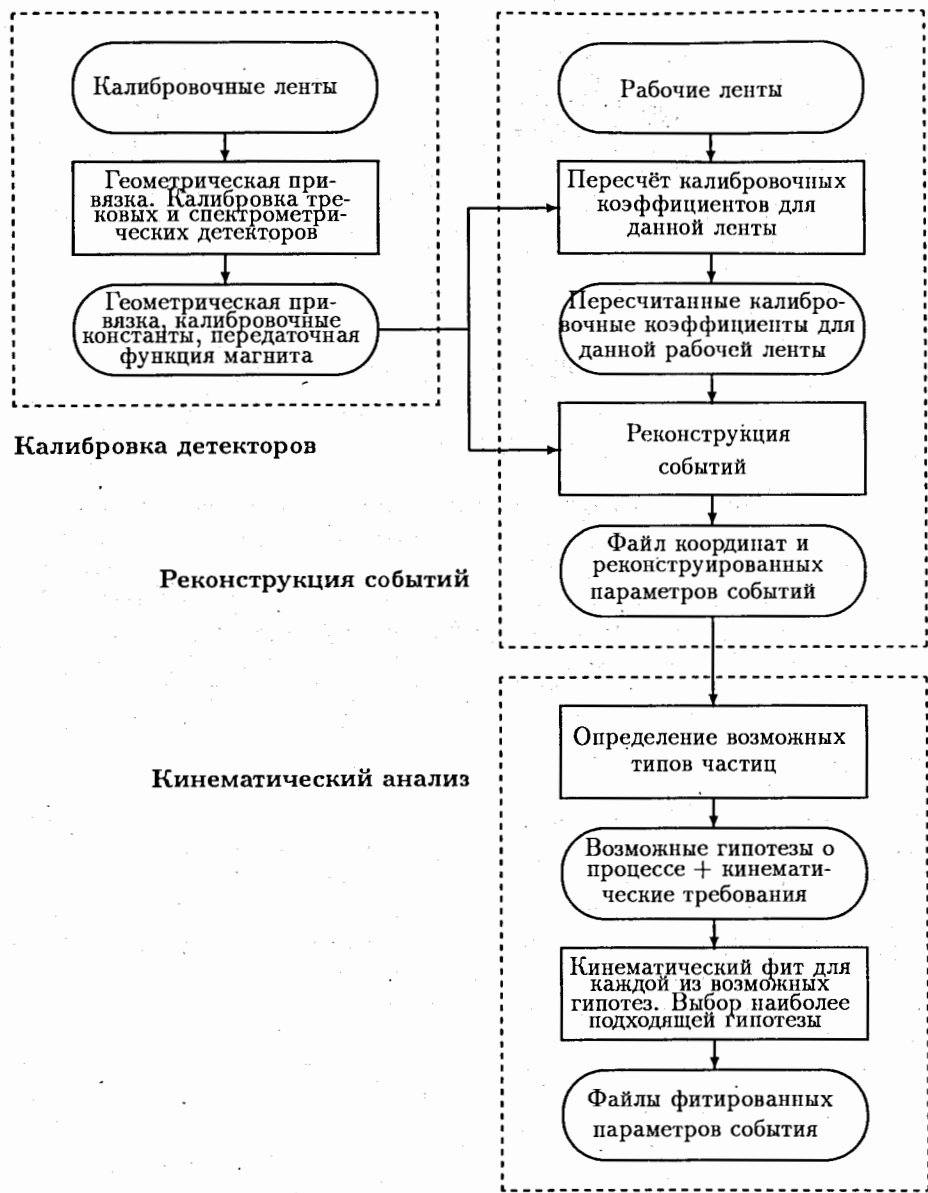 Калибровочные ленты
Геометрическая при-
вязка. Калибровка тре-
ковых и спектрометри-
ческих детекторов
Геометрическая при-
вязка, калибровочные
константы, передаточная
функция магнита
Калибровка детекторов
Рабочие ленты
Пересчёт калибровочных
коэффициентов для
данной ленты
Пересчитанные калибро-
вочные коэффициенты для
данной рабочей ленты
Реконструкция
событий
Файл координат и
реконструированных
параметров событий
Реконструкция событий
Определение возможных
типов частиц
Возможные гипотезы о
процессе + кинемати-
ческие требования
Кинематический фит для
каждой из возможных
гипотез. Выбор наиболее
подходящей гипотезы
Файлы фитированных
параметров события
Кинематический анализ